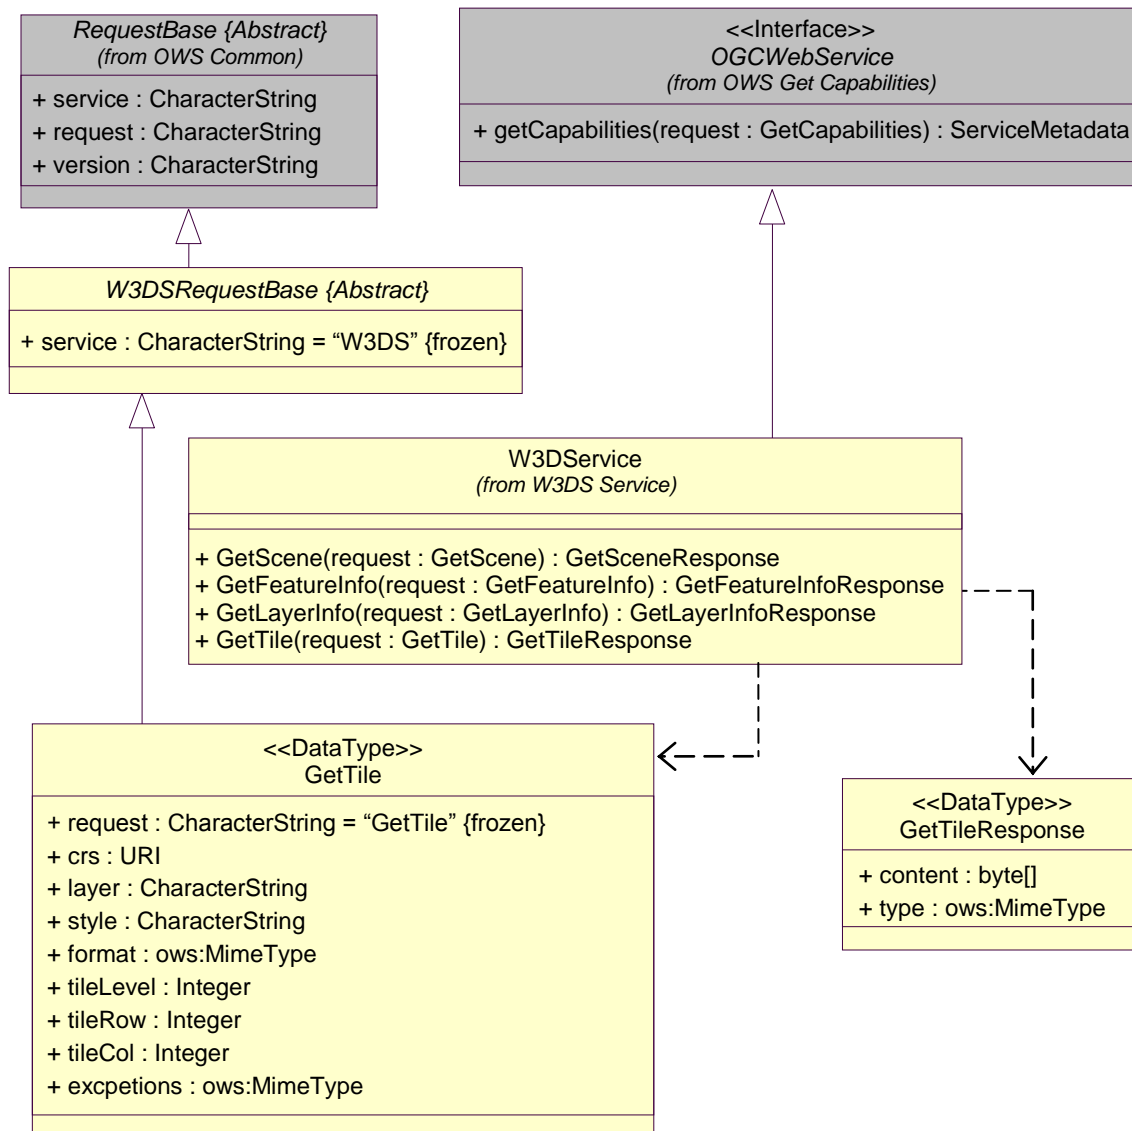 RequestBase {Abstract}
(from OWS Common)
+ service : CharacterString
+ request : CharacterString
+ version : CharacterString
<<Interface>>
OGCWebService
(from OWS Get Capabilities)
+ getCapabilities(request : GetCapabilities) : ServiceMetadata
W3DSRequestBase {Abstract}
+ service : CharacterString = “W3DS” {frozen}
W3DService
(from W3DS Service)
+ GetScene(request : GetScene) : GetSceneResponse
+ GetFeatureInfo(request : GetFeatureInfo) : GetFeatureInfoResponse
+ GetLayerInfo(request : GetLayerInfo) : GetLayerInfoResponse
+ GetTile(request : GetTile) : GetTileResponse
<<DataType>>
GetTile
+ request : CharacterString = “GetTile” {frozen}
+ crs : URI
+ layer : CharacterString
+ style : CharacterString
+ format : ows:MimeType
+ tileLevel : Integer
+ tileRow : Integer
+ tileCol : Integer
+ excpetions : ows:MimeType
<<DataType>>
GetTileResponse
+ content : byte[]
+ type : ows:MimeType